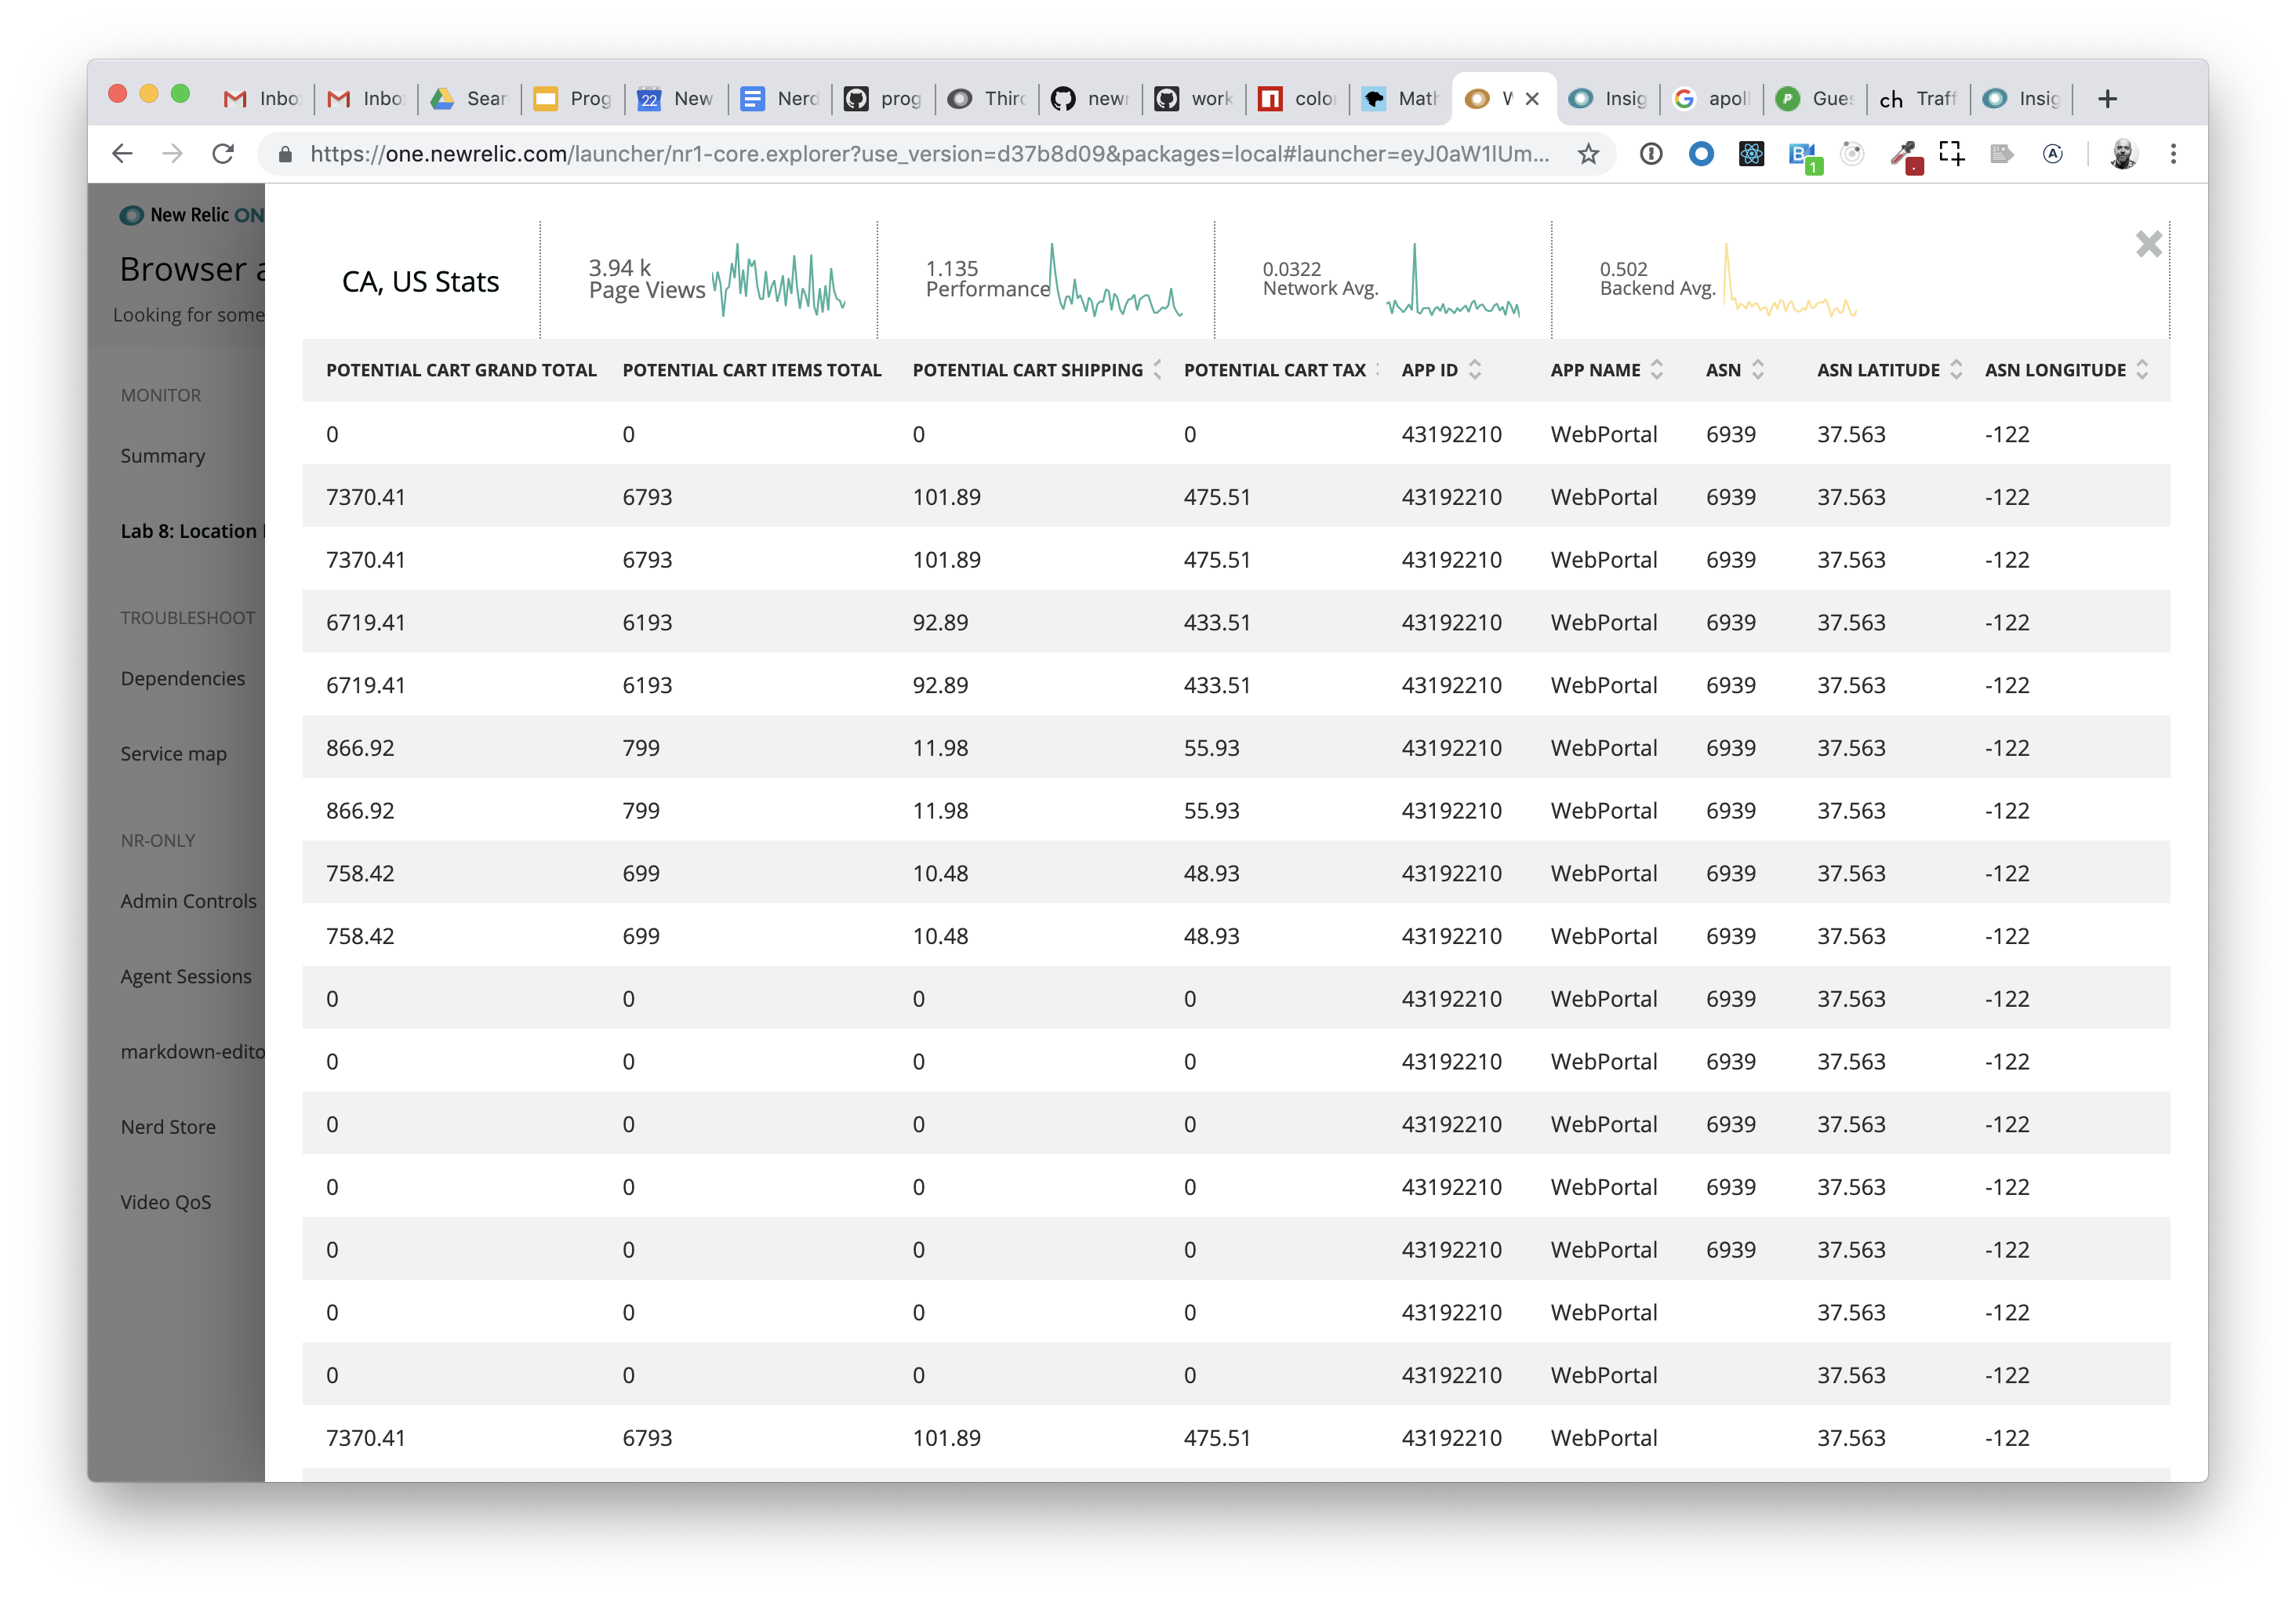 Inbo Inbo Sear Prog 22 New Nerd prog Thir newr work color Math W Insig apoll P Gues ch Traff Insig
https://one.newrelic.com/launcher/nr1-core.explorer?use_version=d37b8d09&packages=local#launcher=eyJ0aW1lUm... 1
New Relic ON
Browser a
Looking for some
MONITOR
Summary
Lab 8: Location
TROUBLESHOOT
Dependencies
Service map
NR-ONLY
Admin Controls
Agent Sessions
markdown-edito
Nerd Store
Video QoS
CA, US Stats
3.94 k
Page Views
1.135
Performance
0.0322
Network Avg.
0.502
Backend Avg.
POTENTIAL CART GRAND TOTAL POTENTIAL CART ITEMS TOTAL POTENTIAL CART SHIPPING POTENTIAL CART TAX APP ID APP NAME ASN ASN LATITUDE ASN LONGITUDE
0 0 0 0 43192210 WebPortal 6939 37.563 -122
7370.41 6793 101.89 475.51 43192210 WebPortal 6939 37.563 -122
7370.41 6793 101.89 475.51 43192210 WebPortal 6939 37.563 -122
6719.41 6193 92.89 433.51 43192210 WebPortal 6939 37.563 -122
6719.41 6193 92.89 433.51 43192210 WebPortal 6939 37.563 -122
866.92 799 11.98 55.93 43192210 WebPortal 6939 37.563 -122
866.92 799 11.98 55.93 43192210 WebPortal 6939 37.563 -122
758.42 699 10.48 48.93 43192210 WebPortal 6939 37.563 -122
758.42 699 10.48 48.93 43192210 WebPortal 6939 37.563 -122
0 0 0 0 43192210 WebPortal 6939 37.563 -122
0 0 0 0 43192210 WebPortal 6939 37.563 -122
0 0 0 0 43192210 WebPortal 6939 37.563 -122
0 0 0 0 43192210 WebPortal 6939 37.563 -122
0 0 0 0 43192210 WebPortal 6939 37.563 -122
0 0 0 0 43192210 WebPortal 37.563 -122
0 0 0 0 43192210 WebPortal 37.563 -122
7370.41 6793 101.89 475.51 43192210 WebPortal 37.563 -122